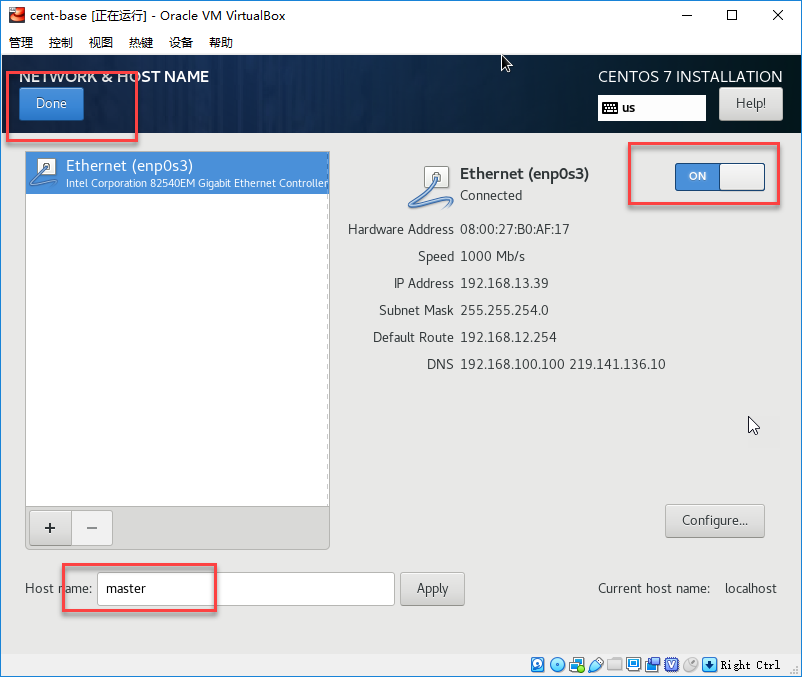 cent-base [正在运行] - Oracle VM VirtualBox
管理 控制 视图 热键 设备 帮助
NETWORK & HOST NAME
CENTOS 7 INSTALLATION
Done
us
Help!
Ethernet (enp0s3)
Intel Corporation 82540EM Gigabit Ethernet Controller
Ethernet (enp0s3)
Connected
ON
Hardware Address 08:00:27:B0:AF:17
Speed 1000 Mb/s
IP Address 192.168.13.39
Subnet Mask 255.255.254.0
Default Route 192.168.12.254
DNS 192.168.100.100 219.141.136.10
+ −
Configure...
Host name: master
Apply
Current host name: localhost
Right Ctrl